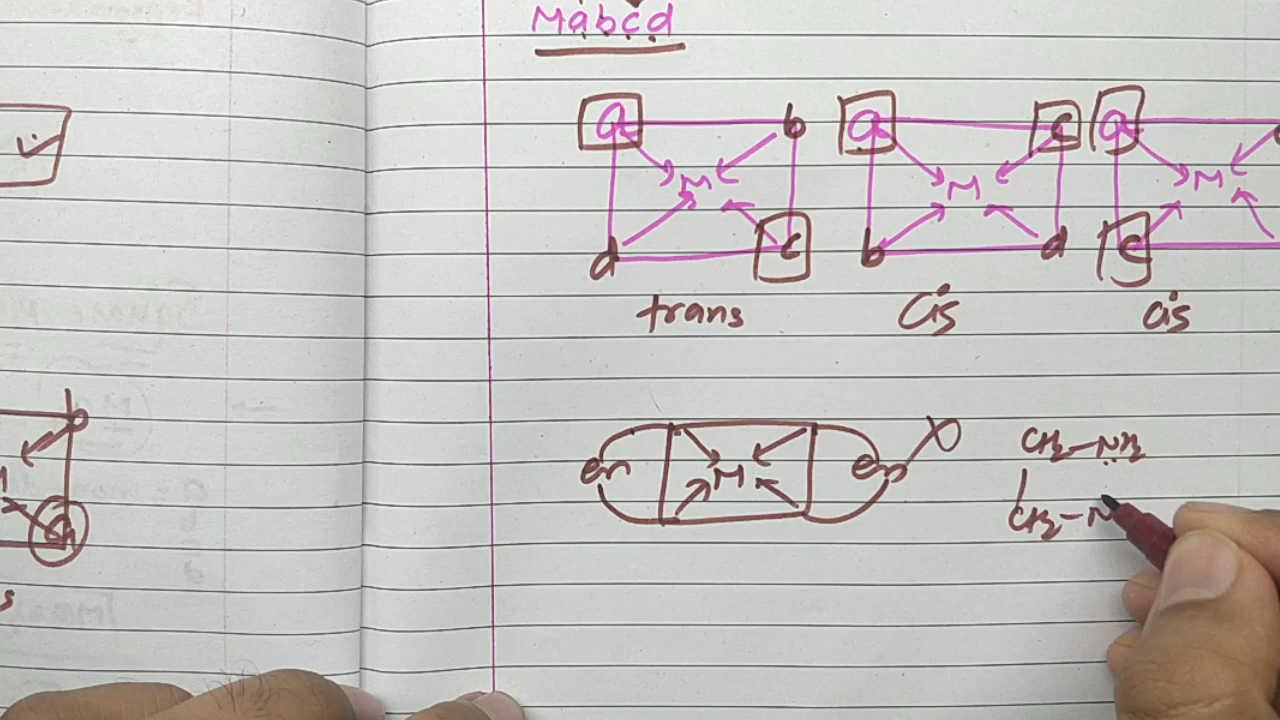 Mabcd
a b a c a
M M M
d c b d c
trans cis cis
en M en CH2-NH2
CH2-N